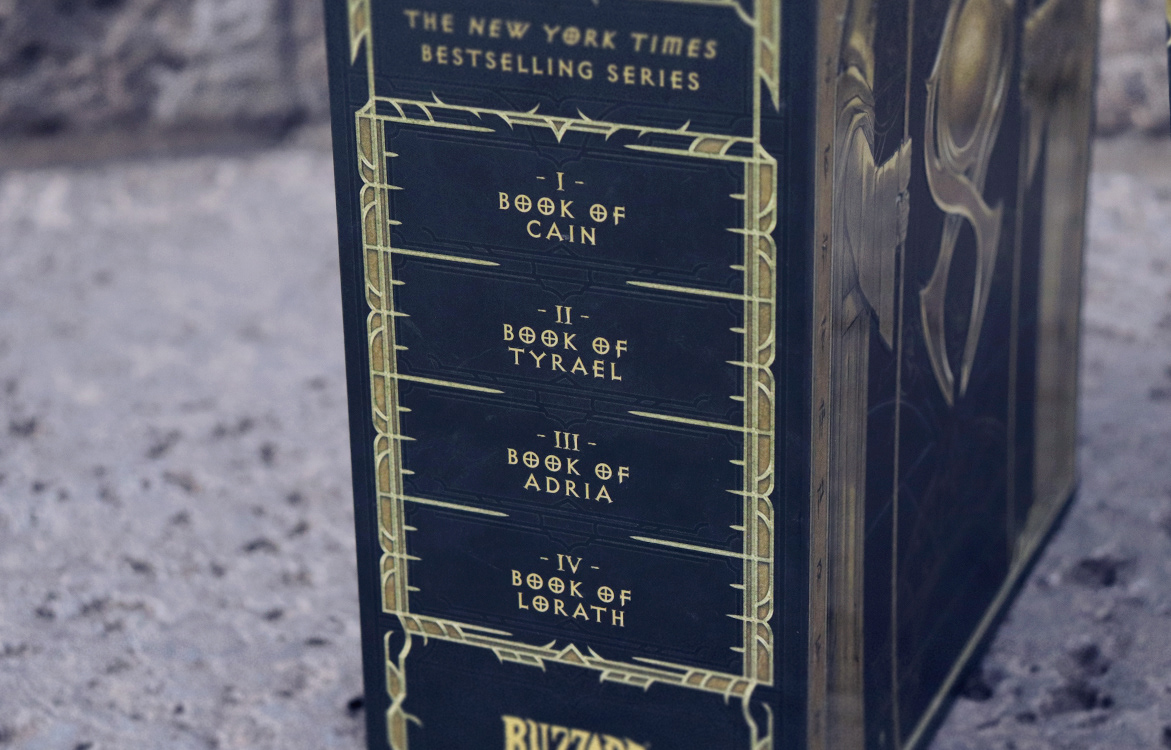 THE NEW YORK TIMES
BESTSELLING SERIES
- I -
BOOK OF
CAIN
- II -
BOOK OF
TYRAEL
- III -
BOOK OF
ADRIA
- IV -
BOOK OF
LORATH
BLIZZARD